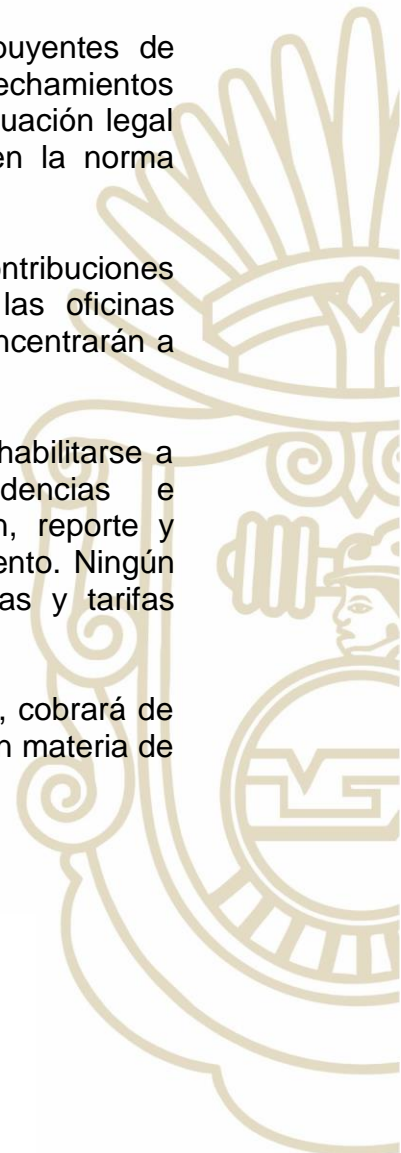 buyentes de
echamientos
uación legal
en la norma
ontribuciones
las oficinas
ncentrarán a
habilitarse a
dencias e
n, reporte y
ento. Ningún
as y tarifas
, cobrará de
n materia de